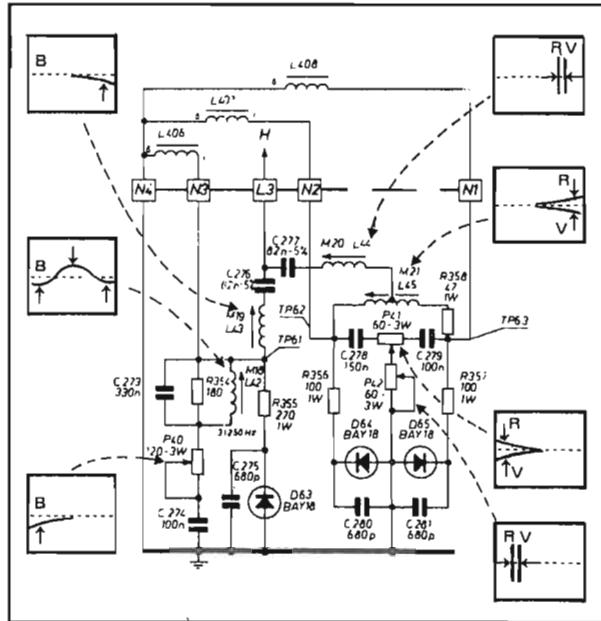 B
L408
R V
L407
L406
H
N4
N3
L3
N2
N1
R
V
C277
82n-5%
M20
L44
C276
82n-5%
M21
L45
R358
47
1W
B
M19
L43
TP62
P41
60-3W
TP63
TP61
C278
150n
C279
100n
C273
330n
R354
180
M18
L42
31250 Hz
R355
270
1W
R356
100
1W
P42
60-
3W
R357
100
1W
P40
120-3W
D64
BAY18
D65
BAY18
R
V
B
C275
680p
D63
BAY18
C274
100n
C280
680p
C281
680p
R V